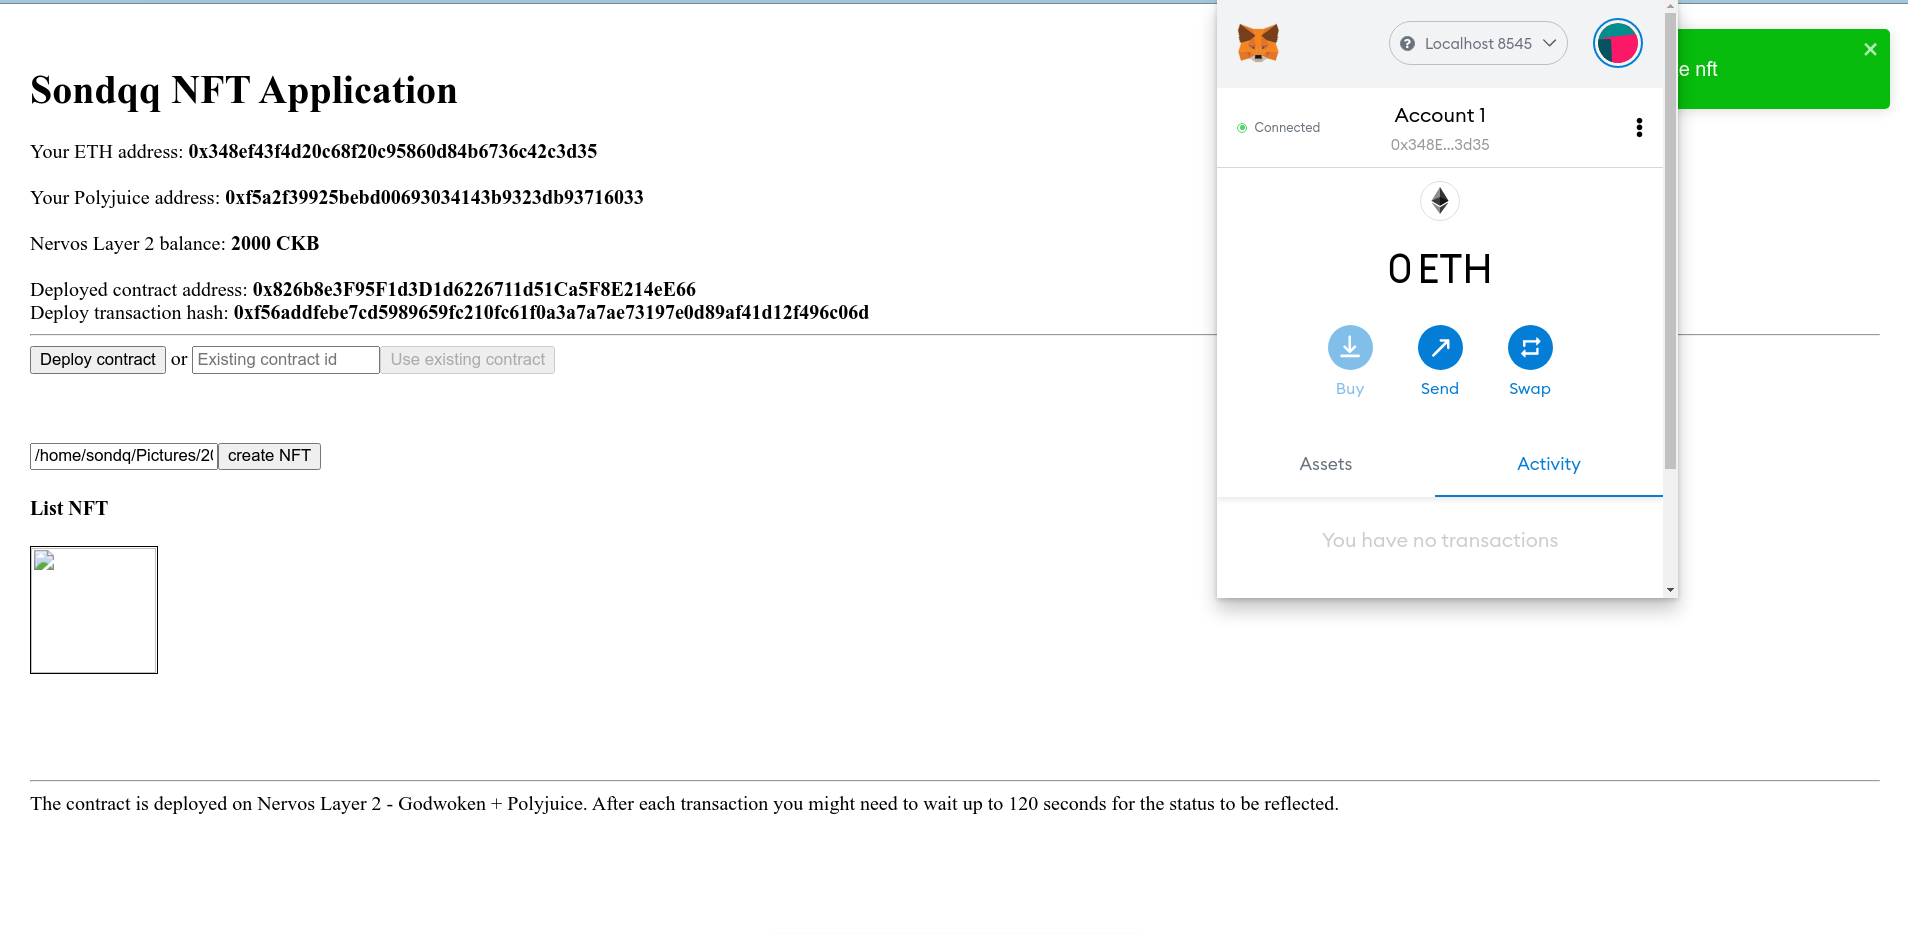 Sondqq NFT Application
Your ETH address: 0x348ef43f4d20c68f20c95860d84b6736c42c3d35
Your Polyjuice address: 0xf5a2f39925bebd00693034143b9323db93716033
Nervos Layer 2 balance: 2000 CKB
Deployed contract address: 0x826b8e3F95F1d3D1d6226711d51Ca5F8E214eE66
Deploy transaction hash: 0xf56addfebe7cd5989659fc210fc61f0a3a7a7ae73197e0d89af41d12f496c06d
Deploy contract or Existing contract id Use existing contract
/home/sondq/Pictures/20 create NFT
List NFT
The contract is deployed on Nervos Layer 2 - Godwoken + Polyjuice. After each transaction you might need to wait up to 120 seconds for the status to be reflected.
Localhost 8545
Connected
Account 1
0x348E...3d35
0 ETH
Buy Send Swap
Assets Activity
You have no transactions
e nft